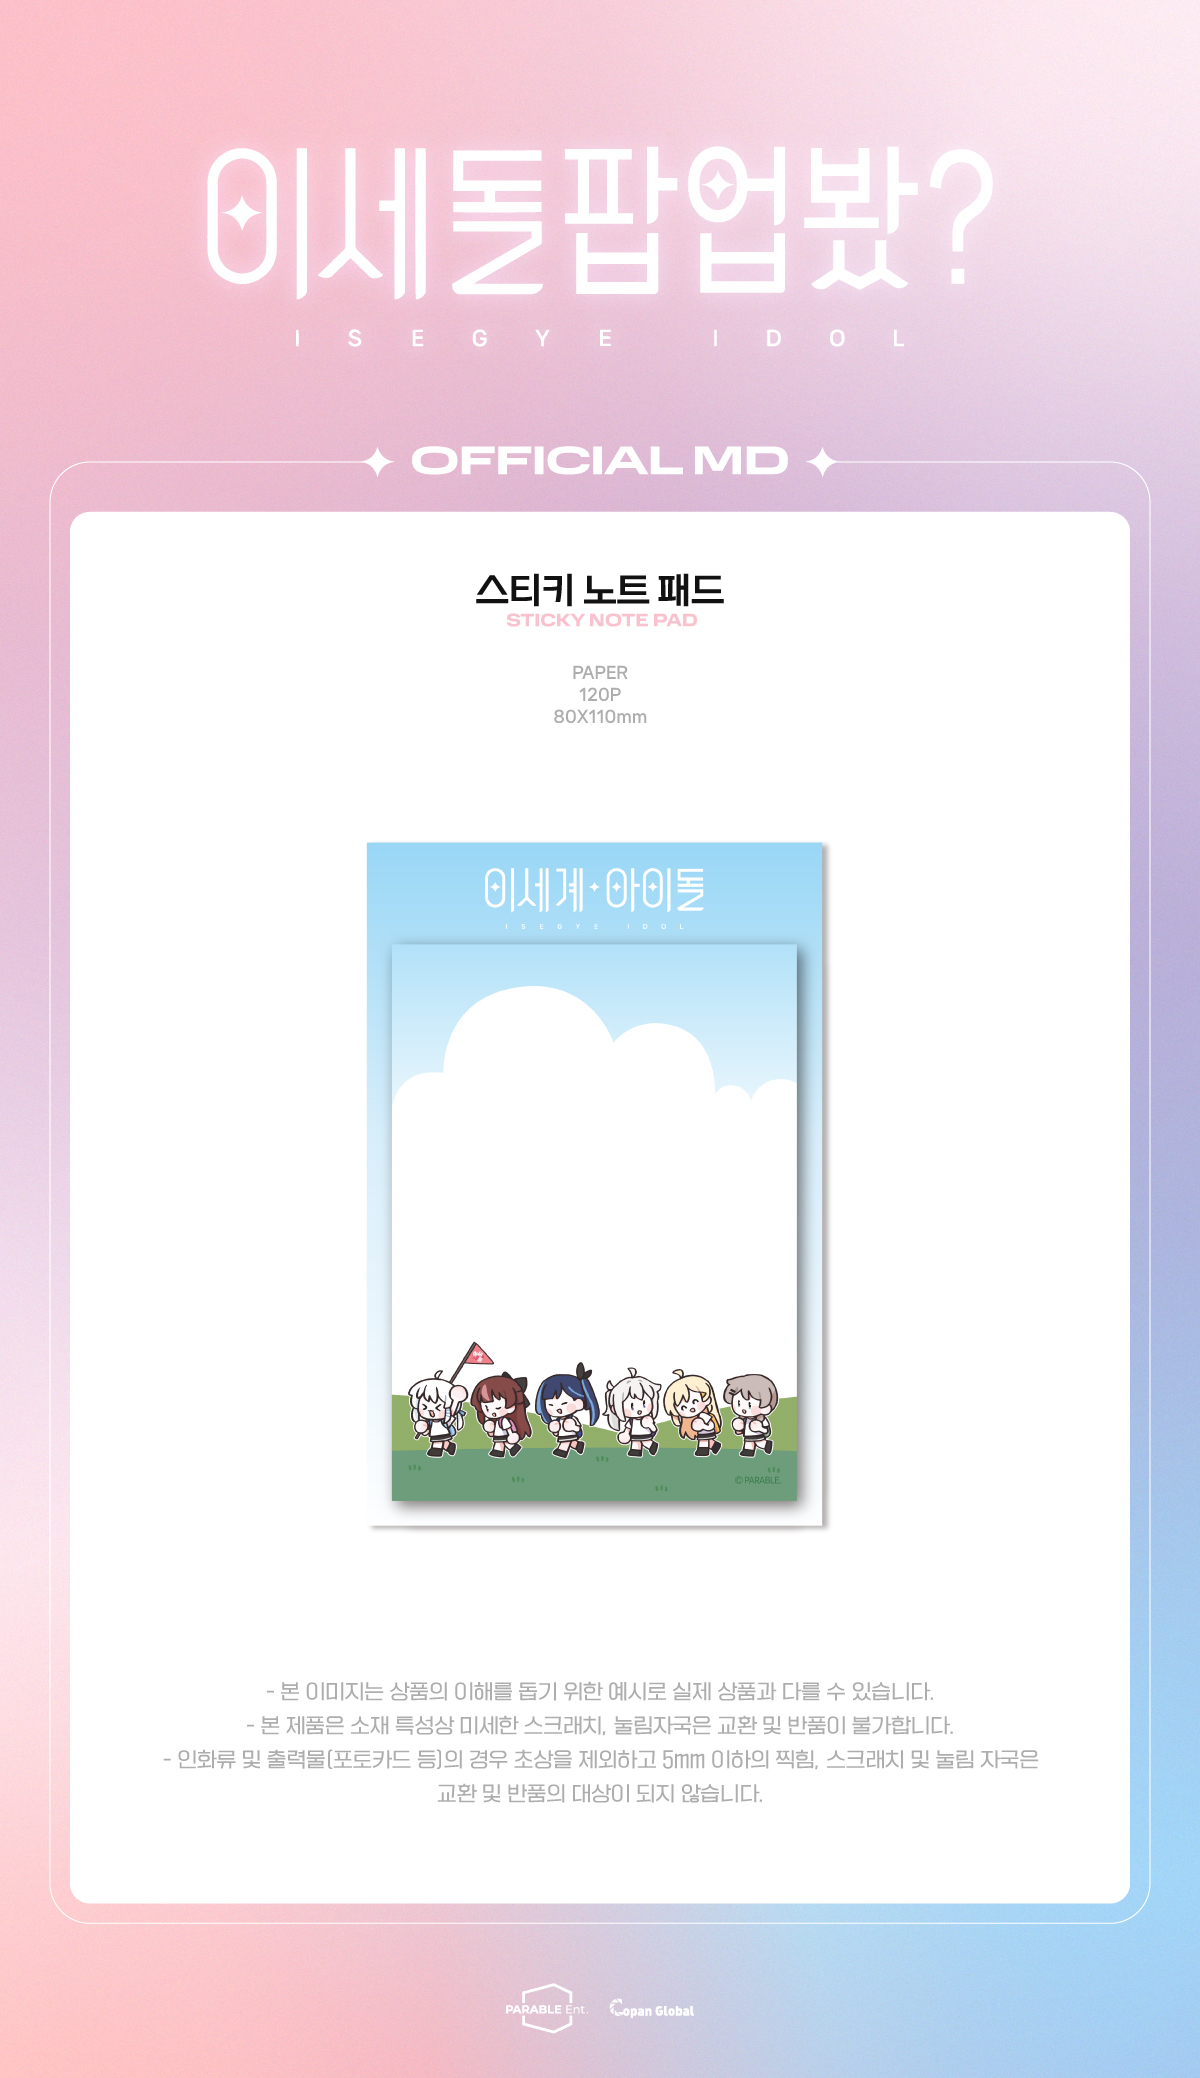 이세돌팝업봤?
ISEGYE IDOL
OFFICIAL MD
스티키 노트 패드
STICKY NOTE PAD
PAPER
120P
80X110mm
이세계아이돌
ISEGYE IDOL
© PARABLE.
- 본 이미지는 상품의 이해를 돕기 위한 예시로 실제 상품과 다를 수 있습니다.
- 본 제품은 소재 특성상 미세한 스크래치, 눌림자국은 교환 및 반품이 불가합니다.
- 인화류 및 출력물(포토카드 등)의 경우 초상을 제외하고 5mm 이하의 찍힘, 스크래치 및 눌림 자국은
교환 및 반품의 대상이 되지 않습니다.
PARABLE Ent.
Copan Global